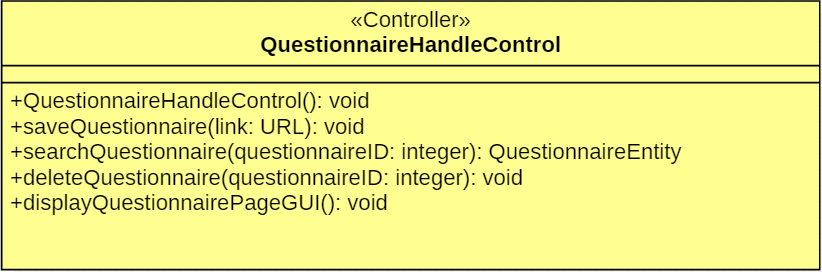 «Controller»
QuestionnaireHandleControl
+QuestionnaireHandleControl(): void
+saveQuestionnaire(link: URL): void
+searchQuestionnaire(questionnaireID: integer): QuestionnaireEntity
+deleteQuestionnaire(questionnaireID: integer): void
+displayQuestionnairePageGUI(): void